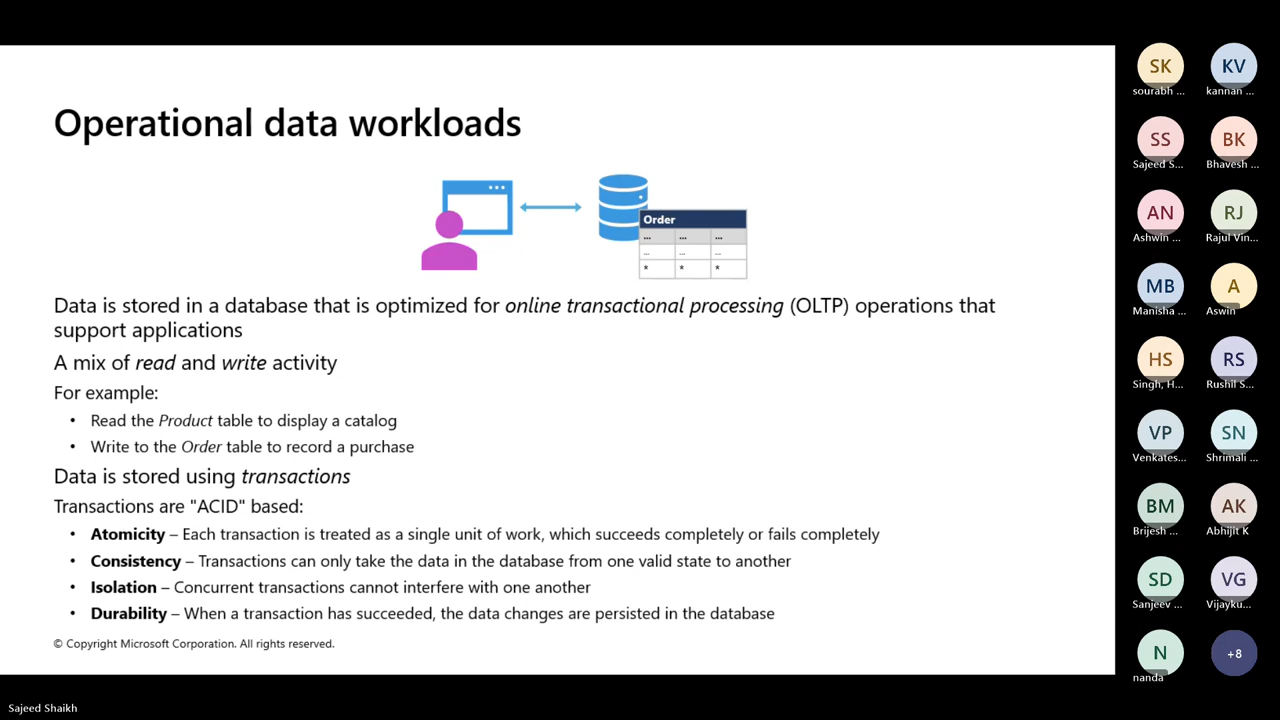 Operational data workloads
Order
... ... ...
... ... ...
* * *
Data is stored in a database that is optimized for online transactional processing (OLTP) operations that
support applications
A mix of read and write activity
For example:
• Read the Product table to display a catalog
• Write to the Order table to record a purchase
Data is stored using transactions
Transactions are "ACID" based:
• Atomicity – Each transaction is treated as a single unit of work, which succeeds completely or fails completely
• Consistency – Transactions can only take the data in the database from one valid state to another
• Isolation – Concurrent transactions cannot interfere with one another
• Durability – When a transaction has succeeded, the data changes are persisted in the database
© Copyright Microsoft Corporation. All rights reserved.
SK KV
sourabh ... kannan ...
SS BK
Sajeed S... Bhavesh ...
AN RJ
Ashwin ... Rajul Vin...
MB A
Manisha ... Aswin
HS RS
Singh, H... Rushil S...
VP SN
Venkates... Shrimali ...
BM AK
Brijesh ... Abhijit K
SD VG
Sanjeev ... Vijayku...
N +8
nanda
Sajeed Shaikh